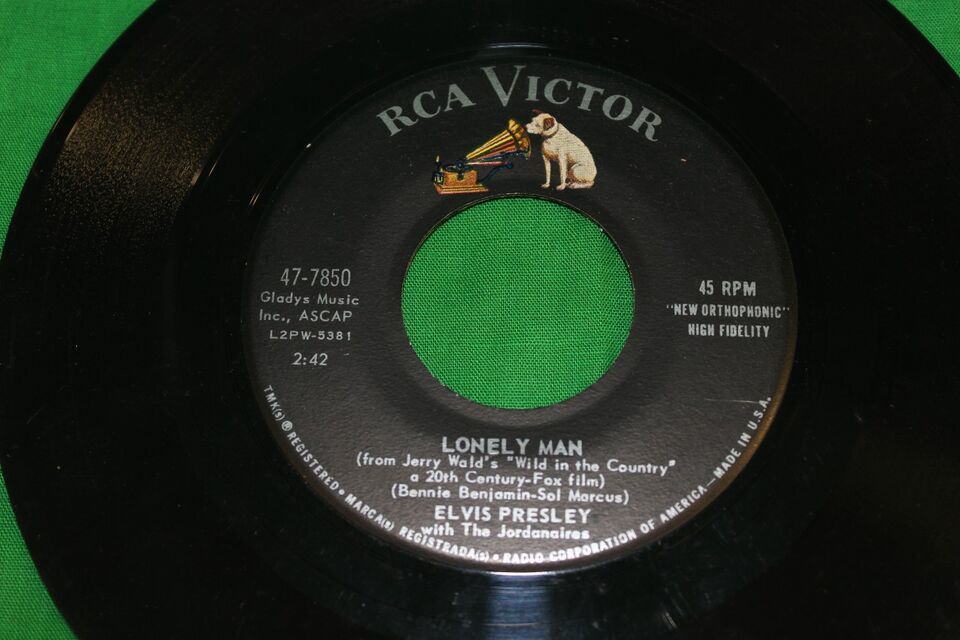 RCA VICTOR
47-7850
Gladys Music
Inc., ASCAP
L2PW-5381
2:42
45 RPM
"NEW ORTHOPHONIC"
HIGH FIDELITY
LONELY MAN
(from Jerry Wald's "Wild in the Country"
a 20th Century-Fox film)
(Bennie Benjamin-Sol Marcus)
ELVIS PRESLEY
with The Jordanaires
TMK(s) ® REGISTERED • MARCA(s) REGISTRADA(s) • RADIO CORPORATION OF AMERICA—MADE IN U.S.A.